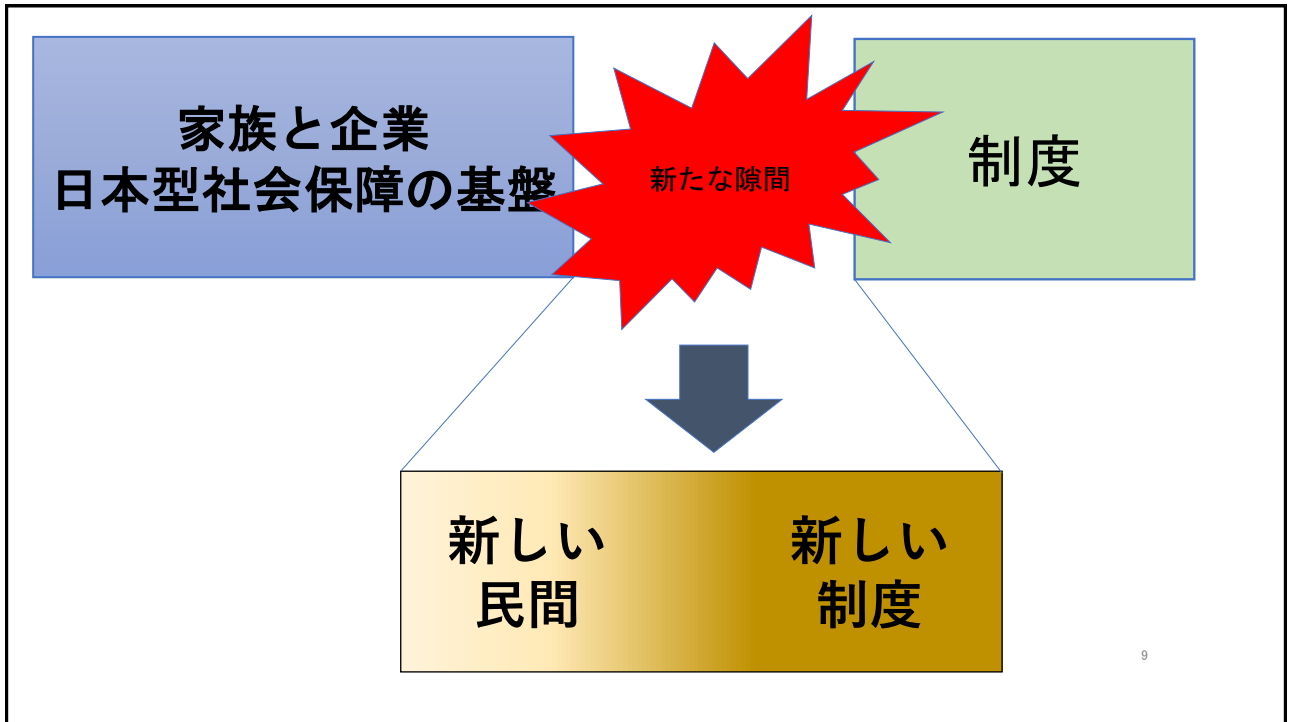 家族と企業
日本型社会保障の基盤
新たな隙間
制度
新しい
民間
新しい
制度
9